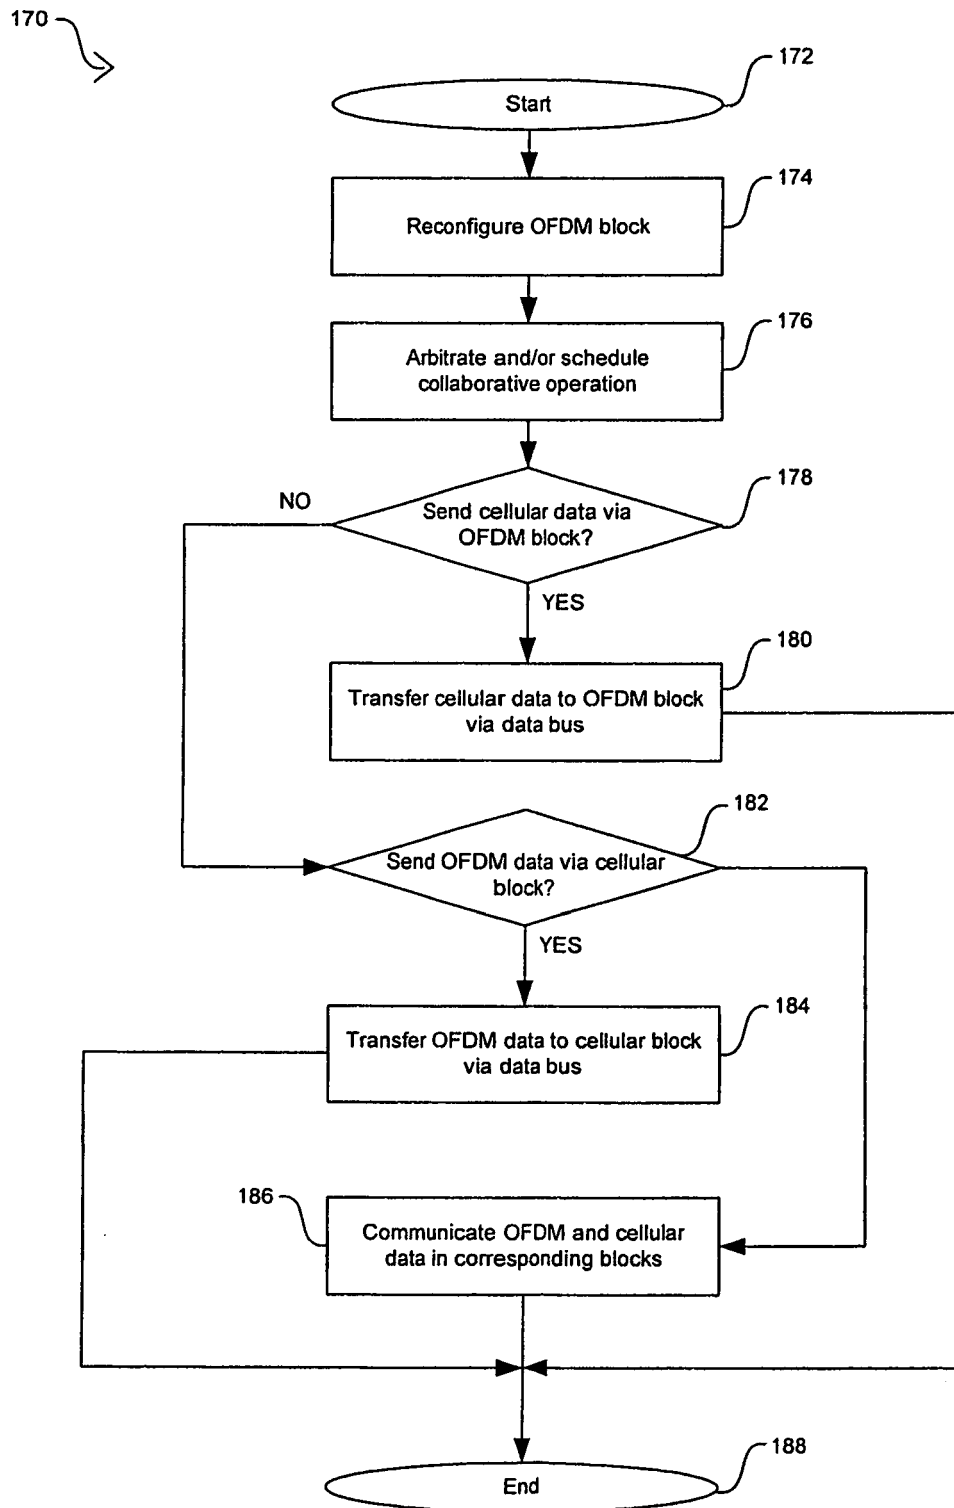 170
172
Start
174
Reconfigure OFDM block
176
Arbitrate and/or schedule
collaborative operation
178
NO
Send cellular data via
OFDM block?
YES
180
Transfer cellular data to OFDM block
via data bus
182
Send OFDM data via cellular
block?
YES
184
Transfer OFDM data to cellular block
via data bus
186
Communicate OFDM and cellular
data in corresponding blocks
188
End